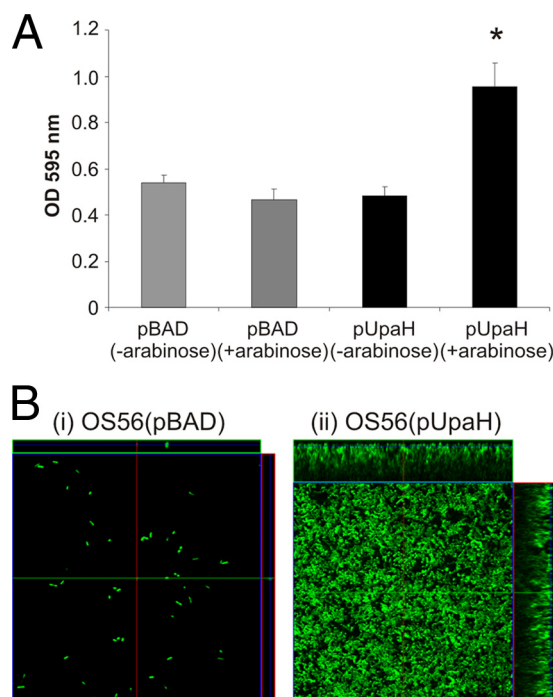 A
OD 595 nm
1.2
1.0
0.8
0.6
0.4
0.2
0
*
pBAD pBAD pUpaH pUpaH
(-arabinose) (+arabinose) (-arabinose) (+arabinose)
B
(i) OS56(pBAD) (ii) OS56(pUpaH)